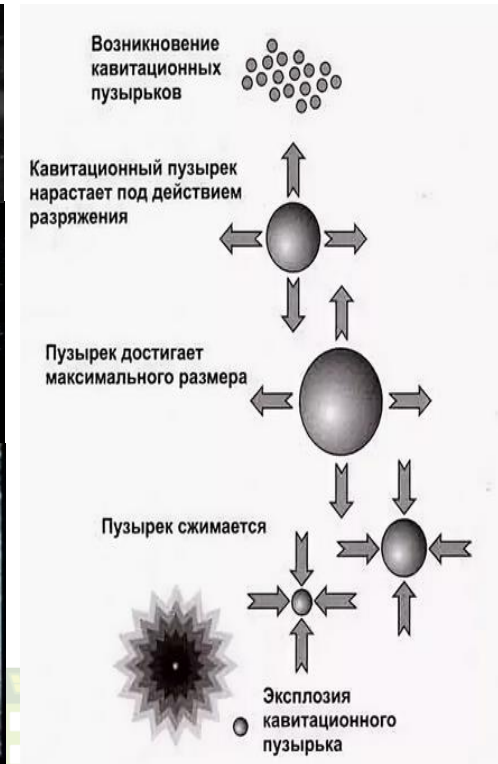 Возникновение
кавитационных
пузырьков
Кавитационный пузырек
нарастает под действием
разряжения
Пузырек достигает
максимального размера
Пузырек сжимается
Эксплозия
кавитационного
пузырька